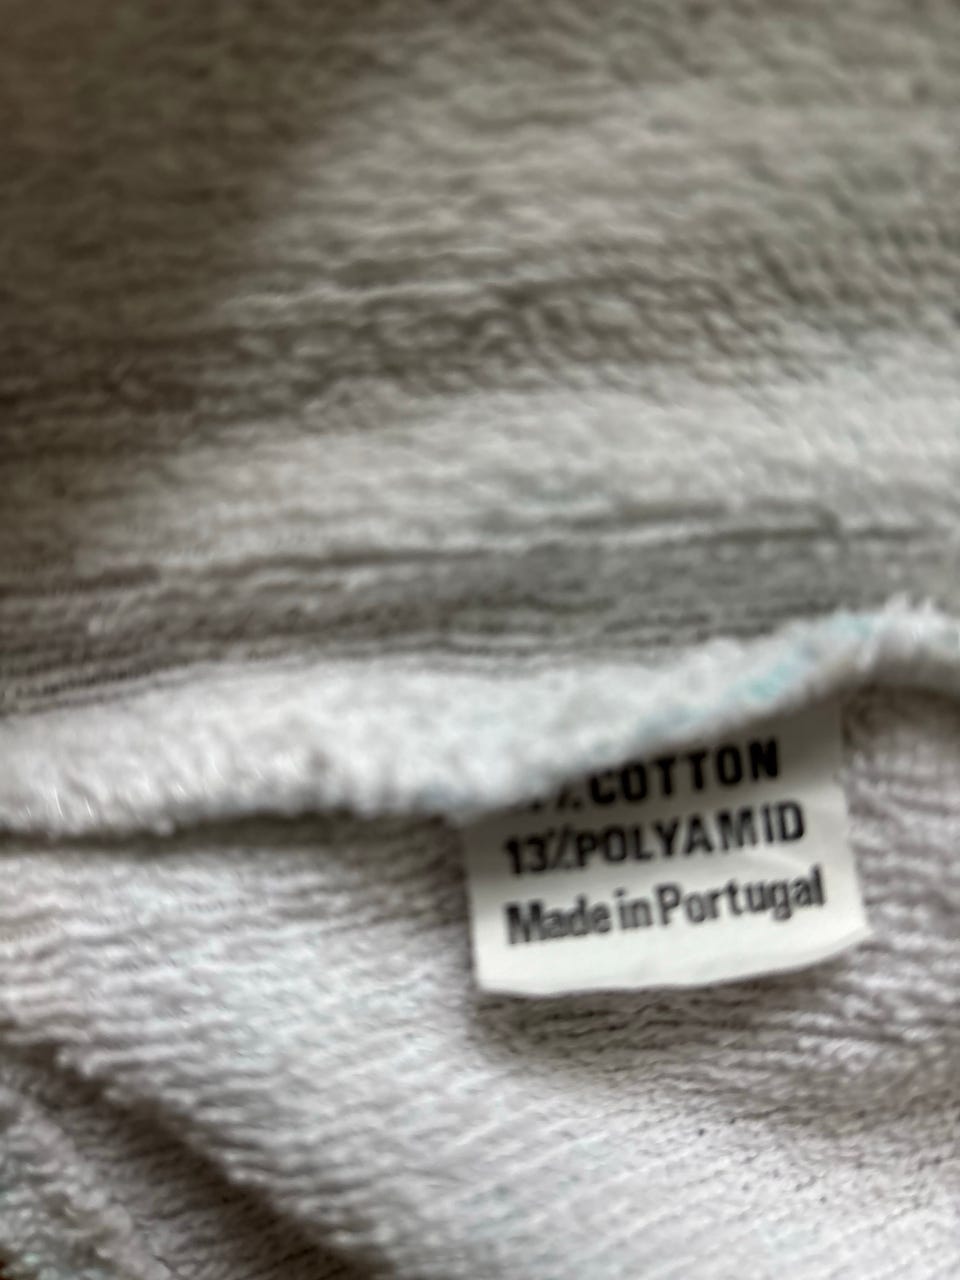 % COTTON
13% POLYAMID
Made in Portugal